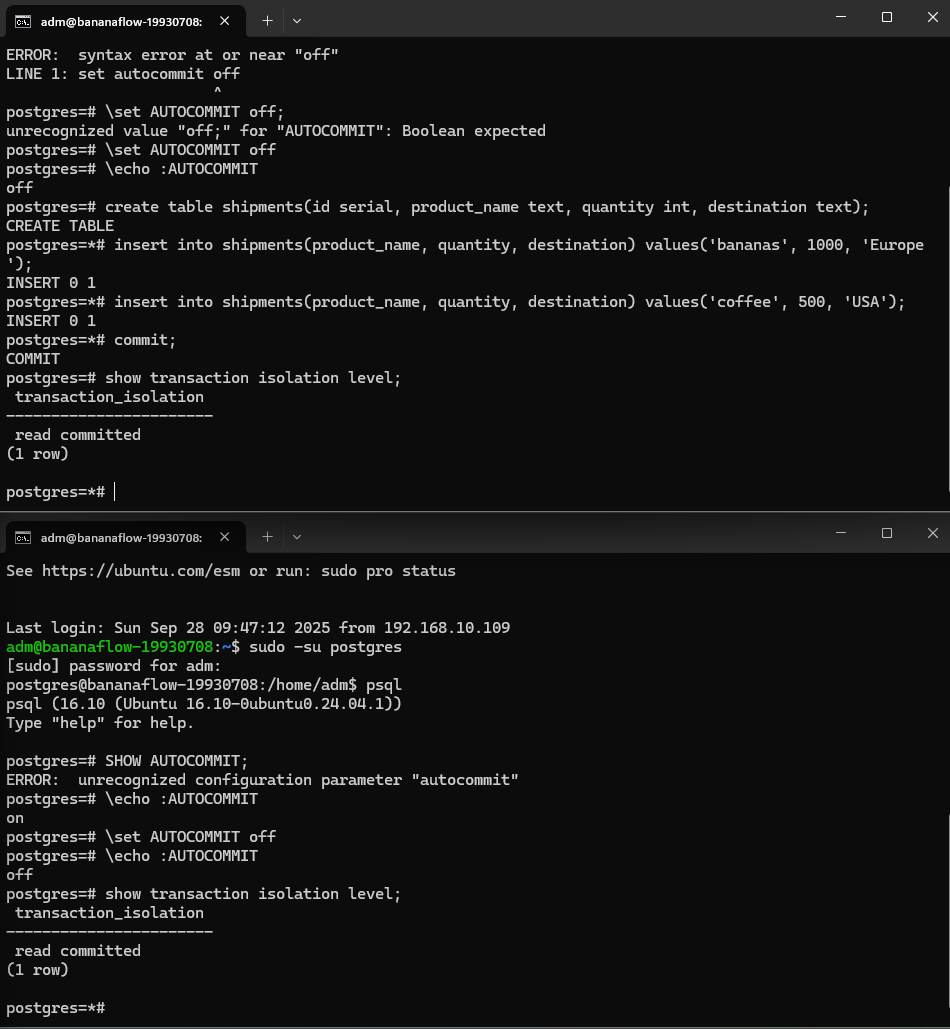 adm@bananaflow-19930708:
ERROR:  syntax error at or near "off"
LINE 1: set autocommit off
                       ^
postgres=# \set AUTOCOMMIT off;
unrecognized value "off;" for "AUTOCOMMIT": Boolean expected
postgres=# \set AUTOCOMMIT off
postgres=# \echo :AUTOCOMMIT
off
postgres=# create table shipments(id serial, product_name text, quantity int, destination text);
CREATE TABLE
postgres=*# insert into shipments(product_name, quantity, destination) values('bananas', 1000, 'Europe
');
INSERT 0 1
postgres=*# insert into shipments(product_name, quantity, destination) values('coffee', 500, 'USA');
INSERT 0 1
postgres=*# commit;
COMMIT
postgres=# show transaction isolation level;
 transaction_isolation
-----------------------
 read committed
(1 row)
postgres=*#
adm@bananaflow-19930708:
See https://ubuntu.com/esm or run: sudo pro status
Last login: Sun Sep 28 09:47:12 2025 from 192.168.10.109
adm@bananaflow-19930708:~$ sudo -su postgres
[sudo] password for adm:
postgres@bananaflow-19930708:/home/adm$ psql
psql (16.10 (Ubuntu 16.10-0ubuntu0.24.04.1))
Type "help" for help.
postgres=# SHOW AUTOCOMMIT;
ERROR:  unrecognized configuration parameter "autocommit"
postgres=# \echo :AUTOCOMMIT
on
postgres=# \set AUTOCOMMIT off
postgres=# \echo :AUTOCOMMIT
off
postgres=# show transaction isolation level;
 transaction_isolation
-----------------------
 read committed
(1 row)
postgres=*#